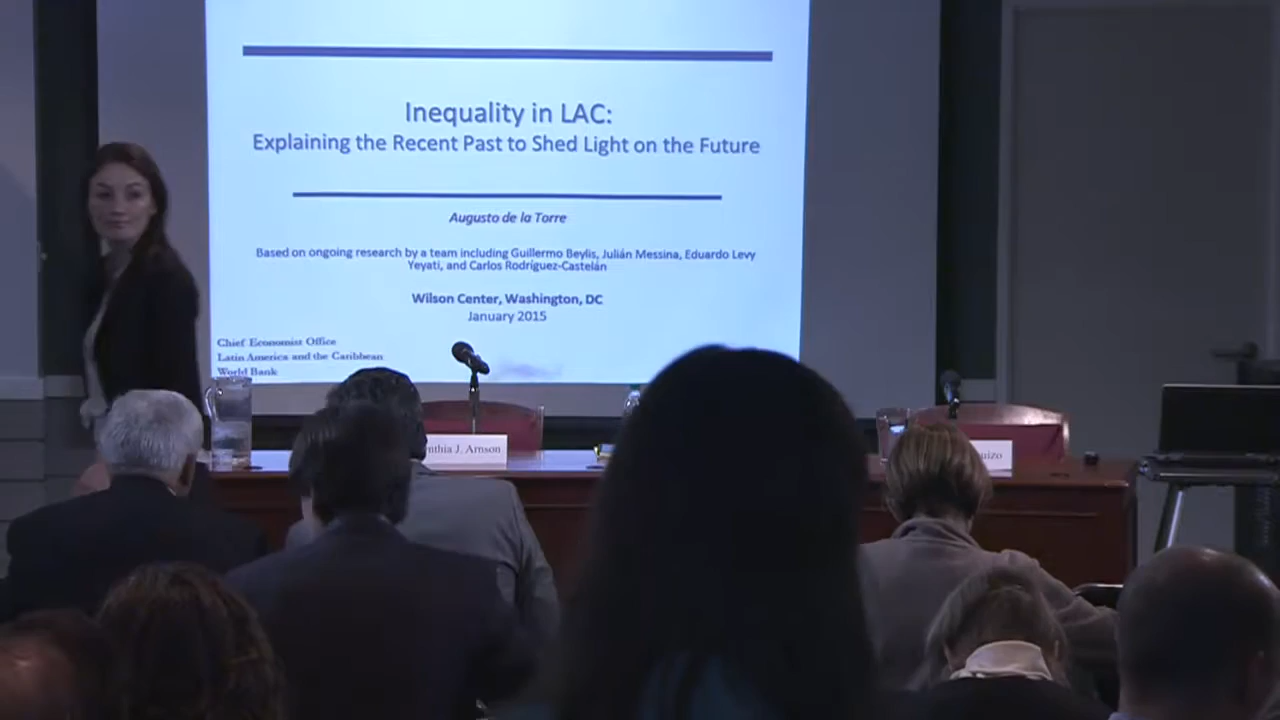 Inequality in LAC:
Explaining the Recent Past to Shed Light on the Future
Augusto de la Torre
Based on ongoing research by a team including Guillermo Beylis, Julián Messina, Eduardo Levy
Yeyati, and Carlos Rodríguez-Castelán
Wilson Center, Washington, DC
January 2015
Chief Economist Office
Latin America and the Caribbean
World Bank
nthia J. Arnson
uizo